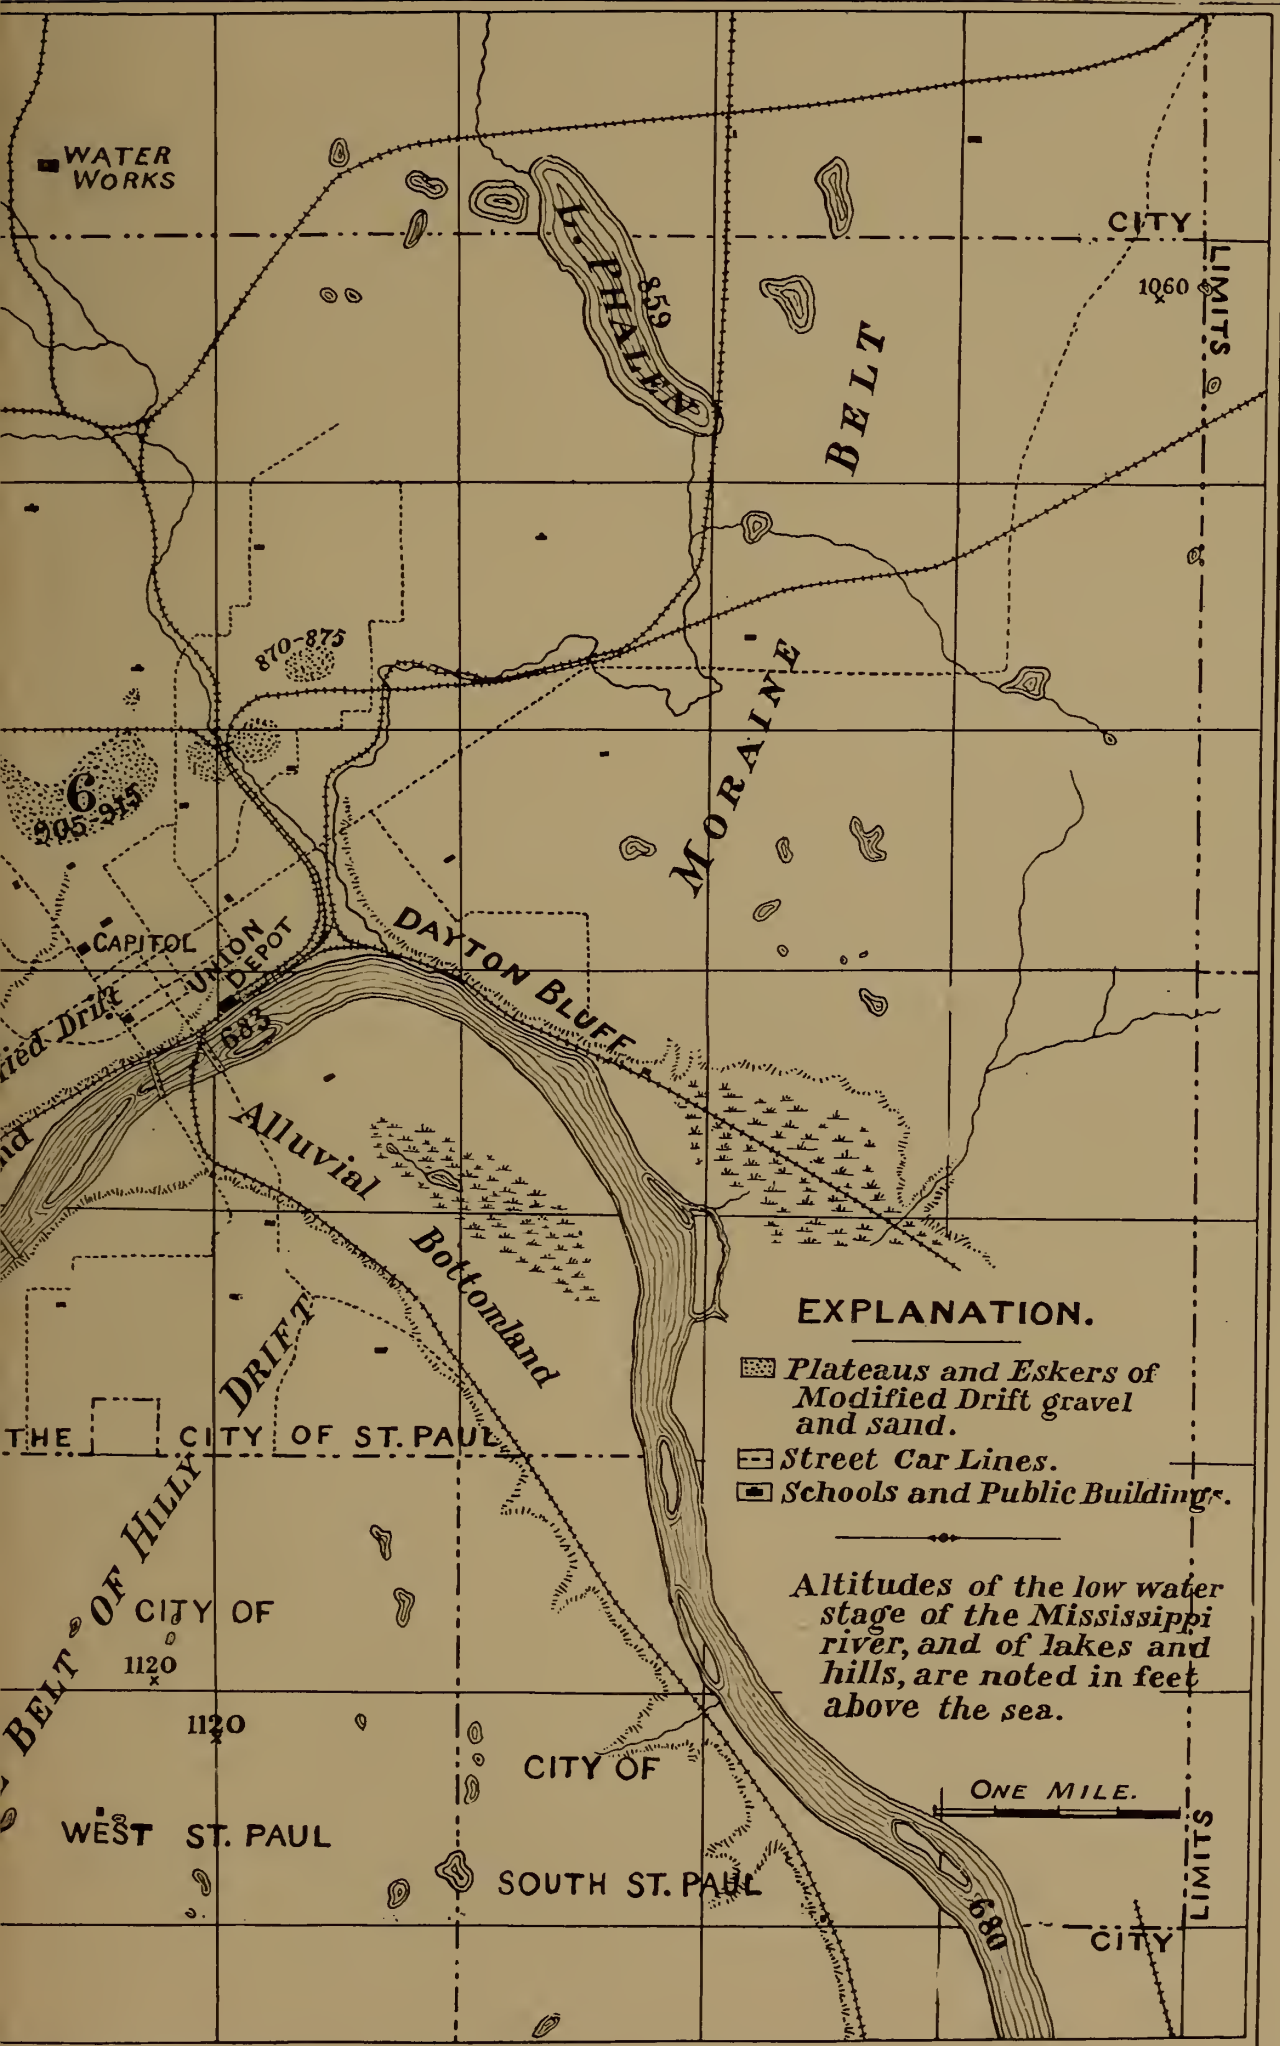 WATER
WORKS
CITY
LIMITS
1060
L. PHALEN
859
BELT
870-875
MORAINE
6
905-915
CAPITOL
UNION
DEPOT
DAYTON BLUFF
Drift
683
Alluvial
Bottomland
EXPLANATION.
Plateaus and Eskers of
Modified Drift gravel
and sand.
Street Car Lines.
Schools and Public Buildings.
THE CITY OF ST. PAUL
BELT OF HILLY DRIFT
CITY OF
1120
1120
WEST ST. PAUL
CITY OF
SOUTH ST. PAUL
Altitudes of the low water
stage of the Mississippi
river, and of lakes and
hills, are noted in feet
above the sea.
ONE MILE.
680
CITY
LIMITS